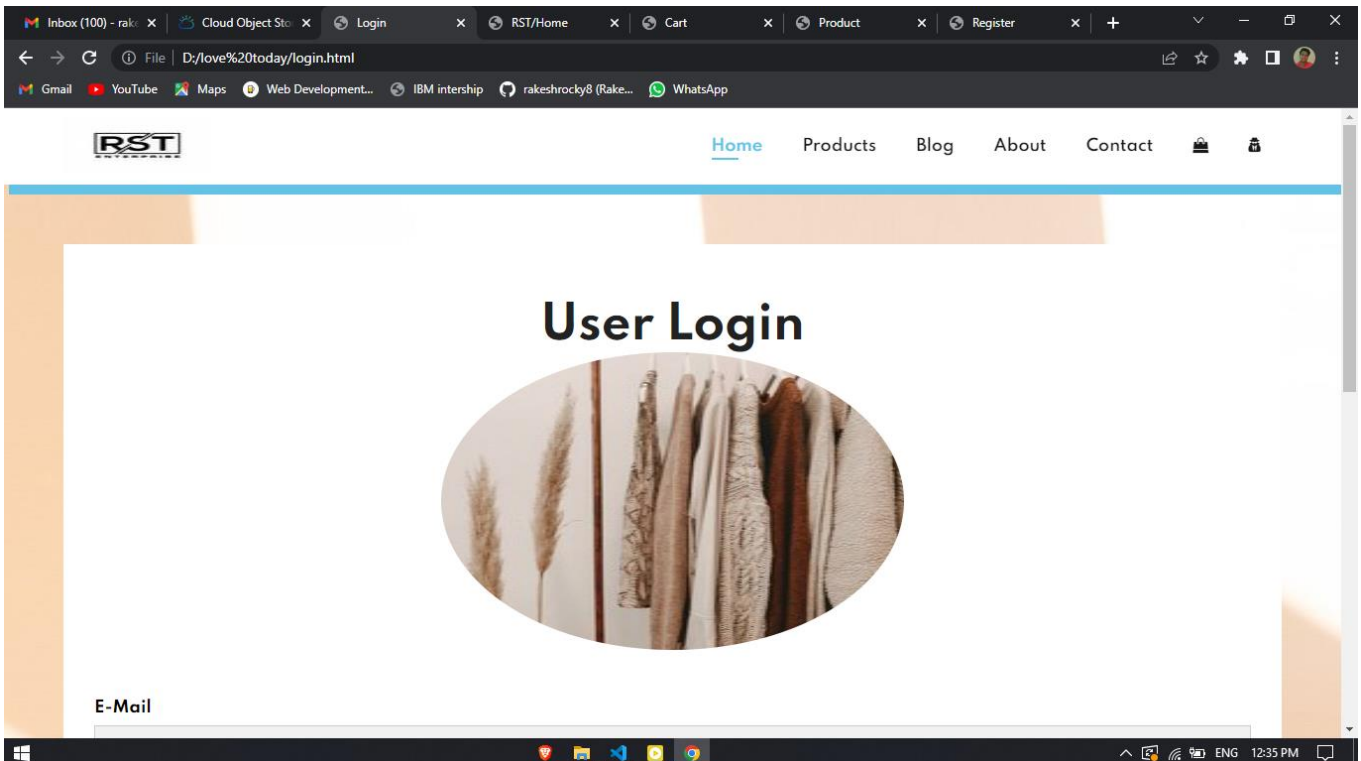 Inbox (100) - rake
Cloud Object Sto
Login
RST/Home
Cart
Product
Register
File
D:/love%20today/login.html
Gmail
YouTube
Maps
Web Development...
IBM intership
rakeshrocky8 (Rake...
WhatsApp
RST
ENTERPRISE
Home
Products
Blog
About
Contact
User Login
E-Mail
ENG
12:35 PM